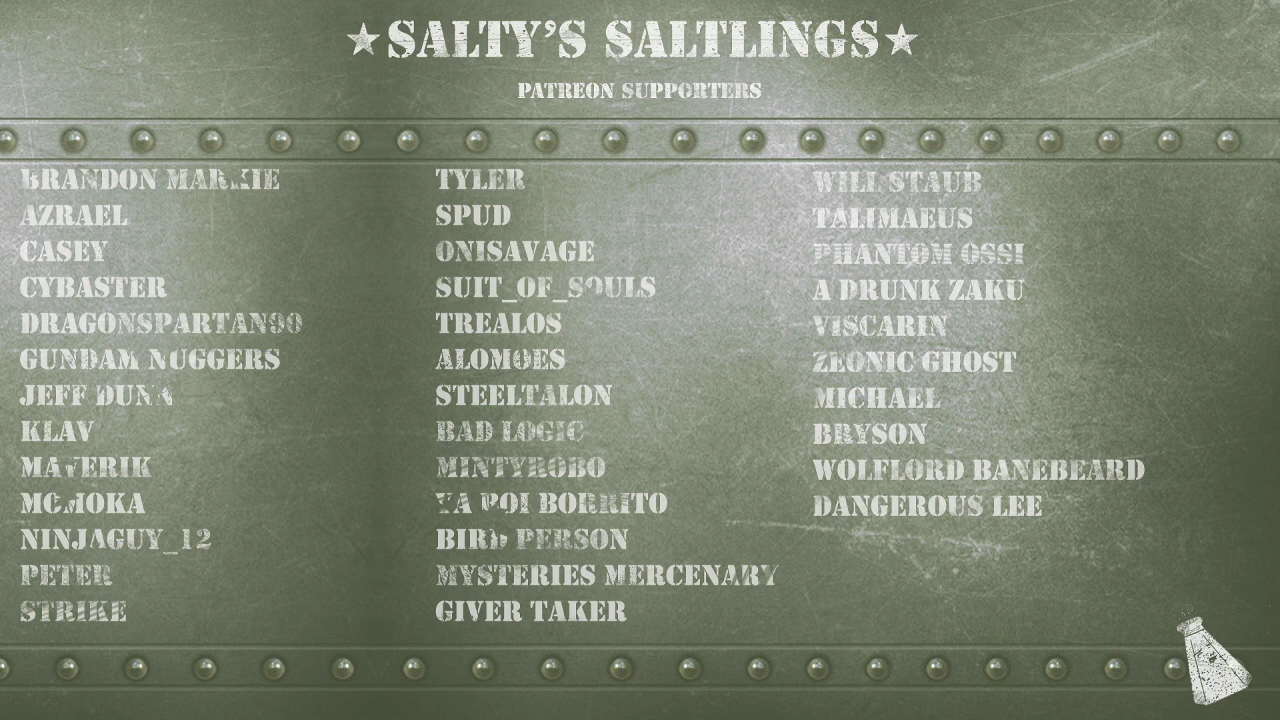 ★SALTY'S SALTLINGS★
PATREON SUPPORTERS
BRANDON MARKIE
AZRAEL
CASEY
CYBASTER
DRAGONSPARTAN90
GUNDAM NUGGERS
JEFF DUNN
KLAV
MAVERIK
MOMOKA
NINJAGUY_12
PETER
STRIKE
TYLER
SPUD
ONISAVAGE
SUIT_OF_SOULS
TREALOS
ALOMOES
STEELTALON
BAD LOGIC
MINTYROBO
YA BOI BORRITO
BIRD PERSON
MYSTERIES MERCENARY
GIVER TAKER
WILL STAUB
TALIMAEUS
PHANTOM OSSI
A DRUNK ZAKU
VISCARIN
ZEONIC GHOST
MICHAEL
BRYSON
WOLFLORD BANEBEARD
DANGEROUS LEE